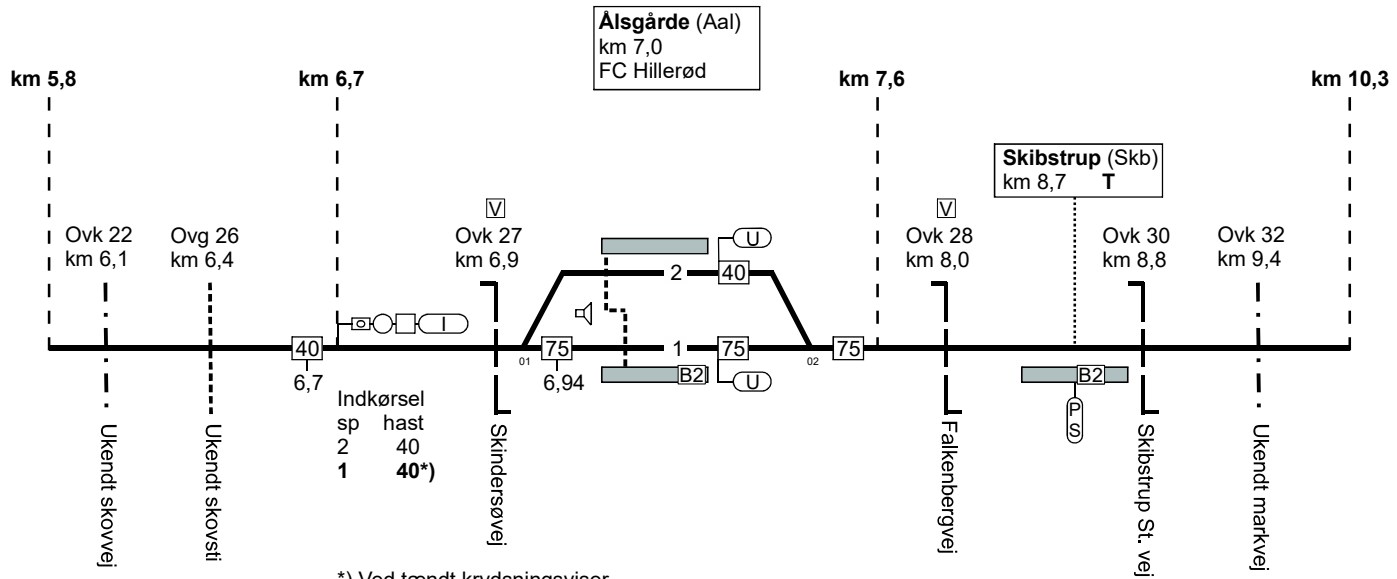 Ålsgårde (Aal)
km 7,0
FC Hillerød
km 5,8
km 6,7
km 7,6
km 10,3
Skibstrup (Skb)
km 8,7 T
Ovk 22
km 6,1
Ovg 26
km 6,4
V
Ovk 27
km 6,9
U
V
Ovk 28
km 8,0
Ovk 30
km 8,8
Ovk 32
km 9,4
2
40
I
40
6,7
01
75
6,94
1
75
02
75
B2
U
B2
P
S
Indkørsel
sp hast
2 40
1 40*)
Ukendt skovvej
Ukendt skovsti
Skindersøvej
Falkenbergvej
Skibstrup St. vej
Ukendt markvej
*) Ved tændt krydsningsviser